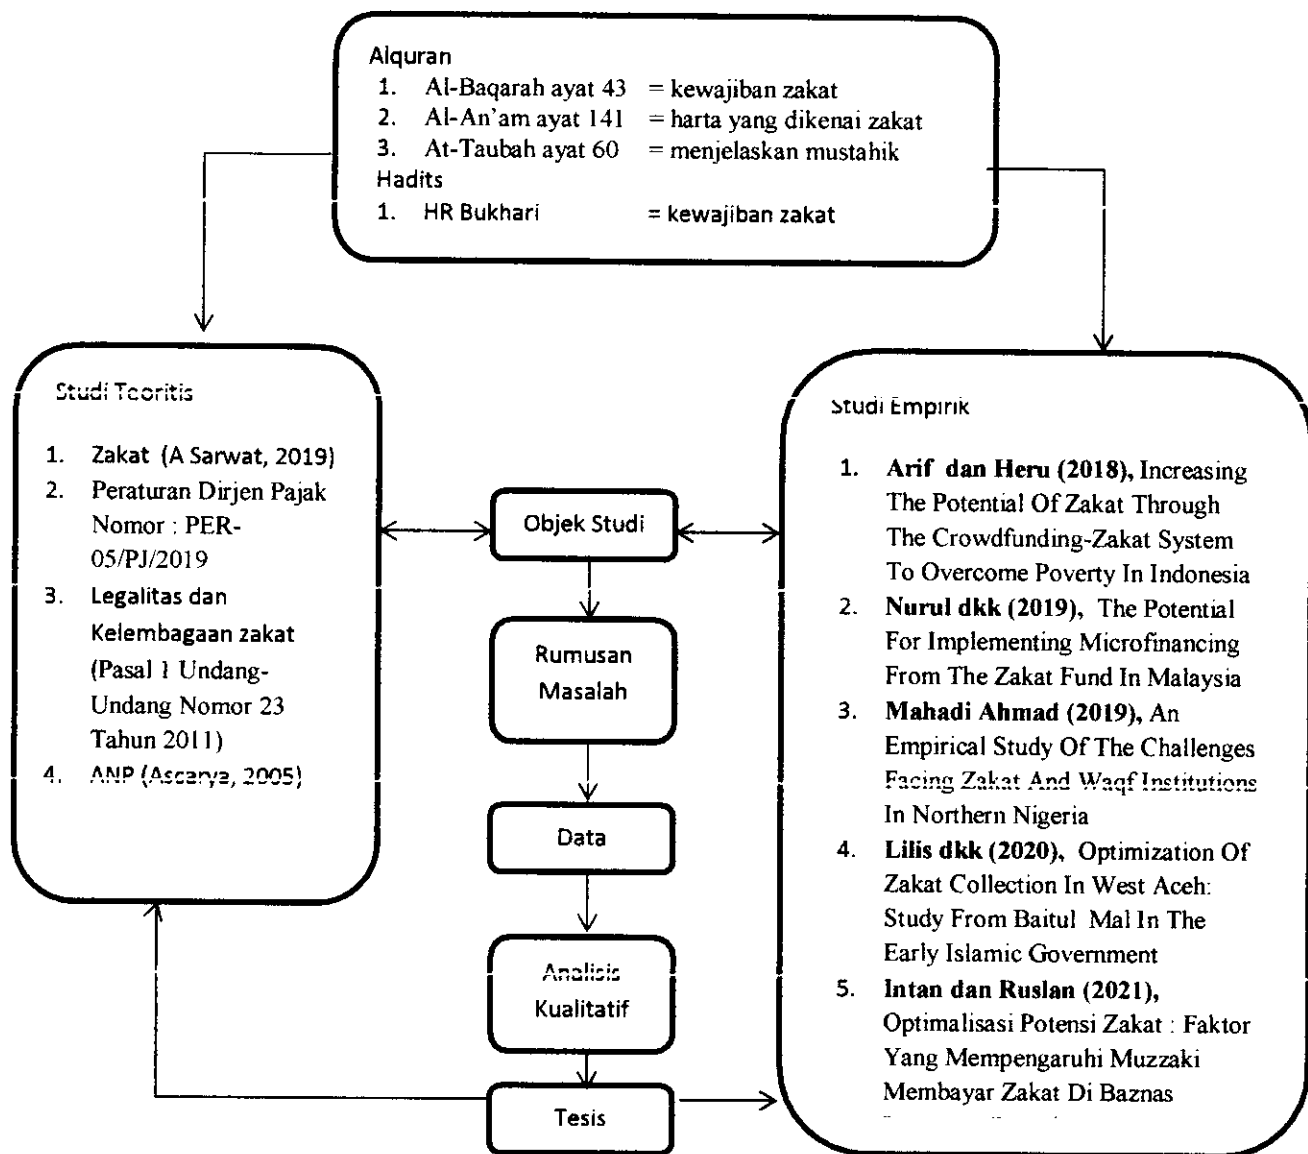 Alquran
1. Al-Baqarah ayat 43 = kewajiban zakat
2. Al-An'am ayat 141 = harta yang dikenai zakat
3. At-Taubah ayat 60 = menjelaskan mustahik
Hadits
1. HR Bukhari = kewajiban zakat
Studi Teoritis
1. Zakat (A Sarwat, 2019)
2. Peraturan Dirjen Pajak
Nomor : PER-
05/PJ/2019
3. Legalitas dan
Kelembagaan zakat
(Pasal 1 Undang-
Undang Nomor 23
Tahun 2011)
4. ANP (Ascarya, 2005)
Objek Studi
Rumusan
Masalah
Data
Analisis
Kualitatif
Tesis
Studi Empirik
1. Arif dan Heru (2018), Increasing
The Potential Of Zakat Through
The Crowdfunding-Zakat System
To Overcome Poverty In Indonesia
2. Nurul dkk (2019), The Potential
For Implementing Microfinancing
From The Zakat Fund In Malaysia
3. Mahadi Ahmad (2019), An
Empirical Study Of The Challenges
Facing Zakat And Waqf Institutions
In Northern Nigeria
4. Lilis dkk (2020), Optimization Of
Zakat Collection In West Aceh:
Study From Baitul Mal In The
Early Islamic Government
5. Intan dan Ruslan (2021),
Optimalisasi Potensi Zakat : Faktor
Yang Mempengaruhi Muzzaki
Membayar Zakat Di Baznas